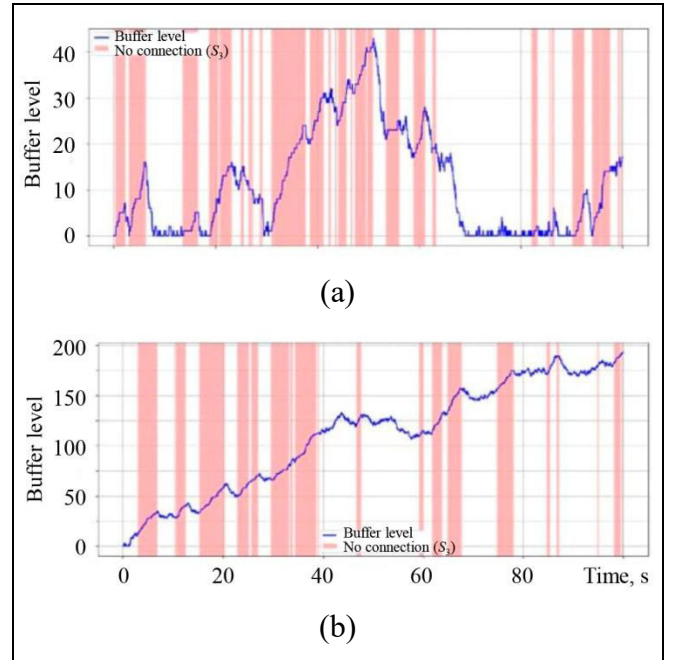 Buffer level
No connection (S₃)
40
30
20
10
0
Buffer level
(a)
200
150
100
50
0
Buffer level
Buffer level
No connection (S₃)
0 20 40 60 80 Time, s
(b)